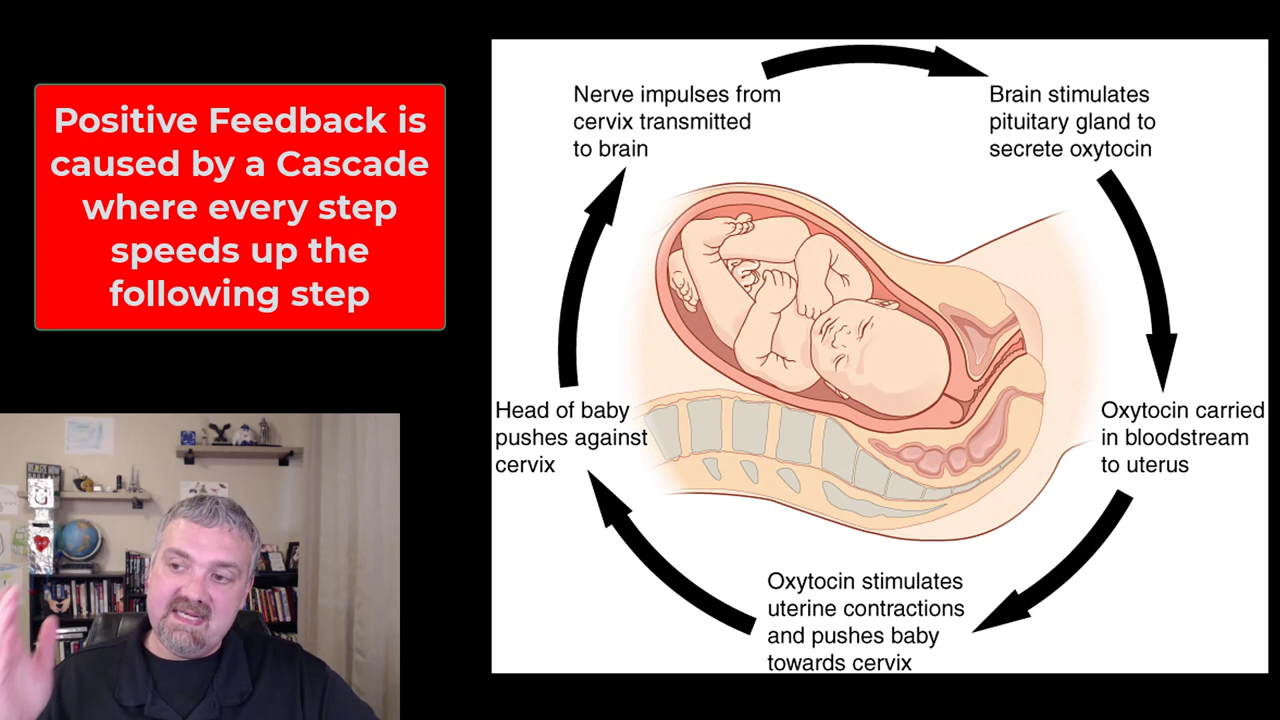 Positive Feedback is
caused by a Cascade
where every step
speeds up the
following step
Nerve impulses from
cervix transmitted
to brain
Brain stimulates
pituitary gland to
secrete oxytocin
Oxytocin carried
in bloodstream
to uterus
Oxytocin stimulates
uterine contractions
and pushes baby
towards cervix
Head of baby
pushes against
cervix